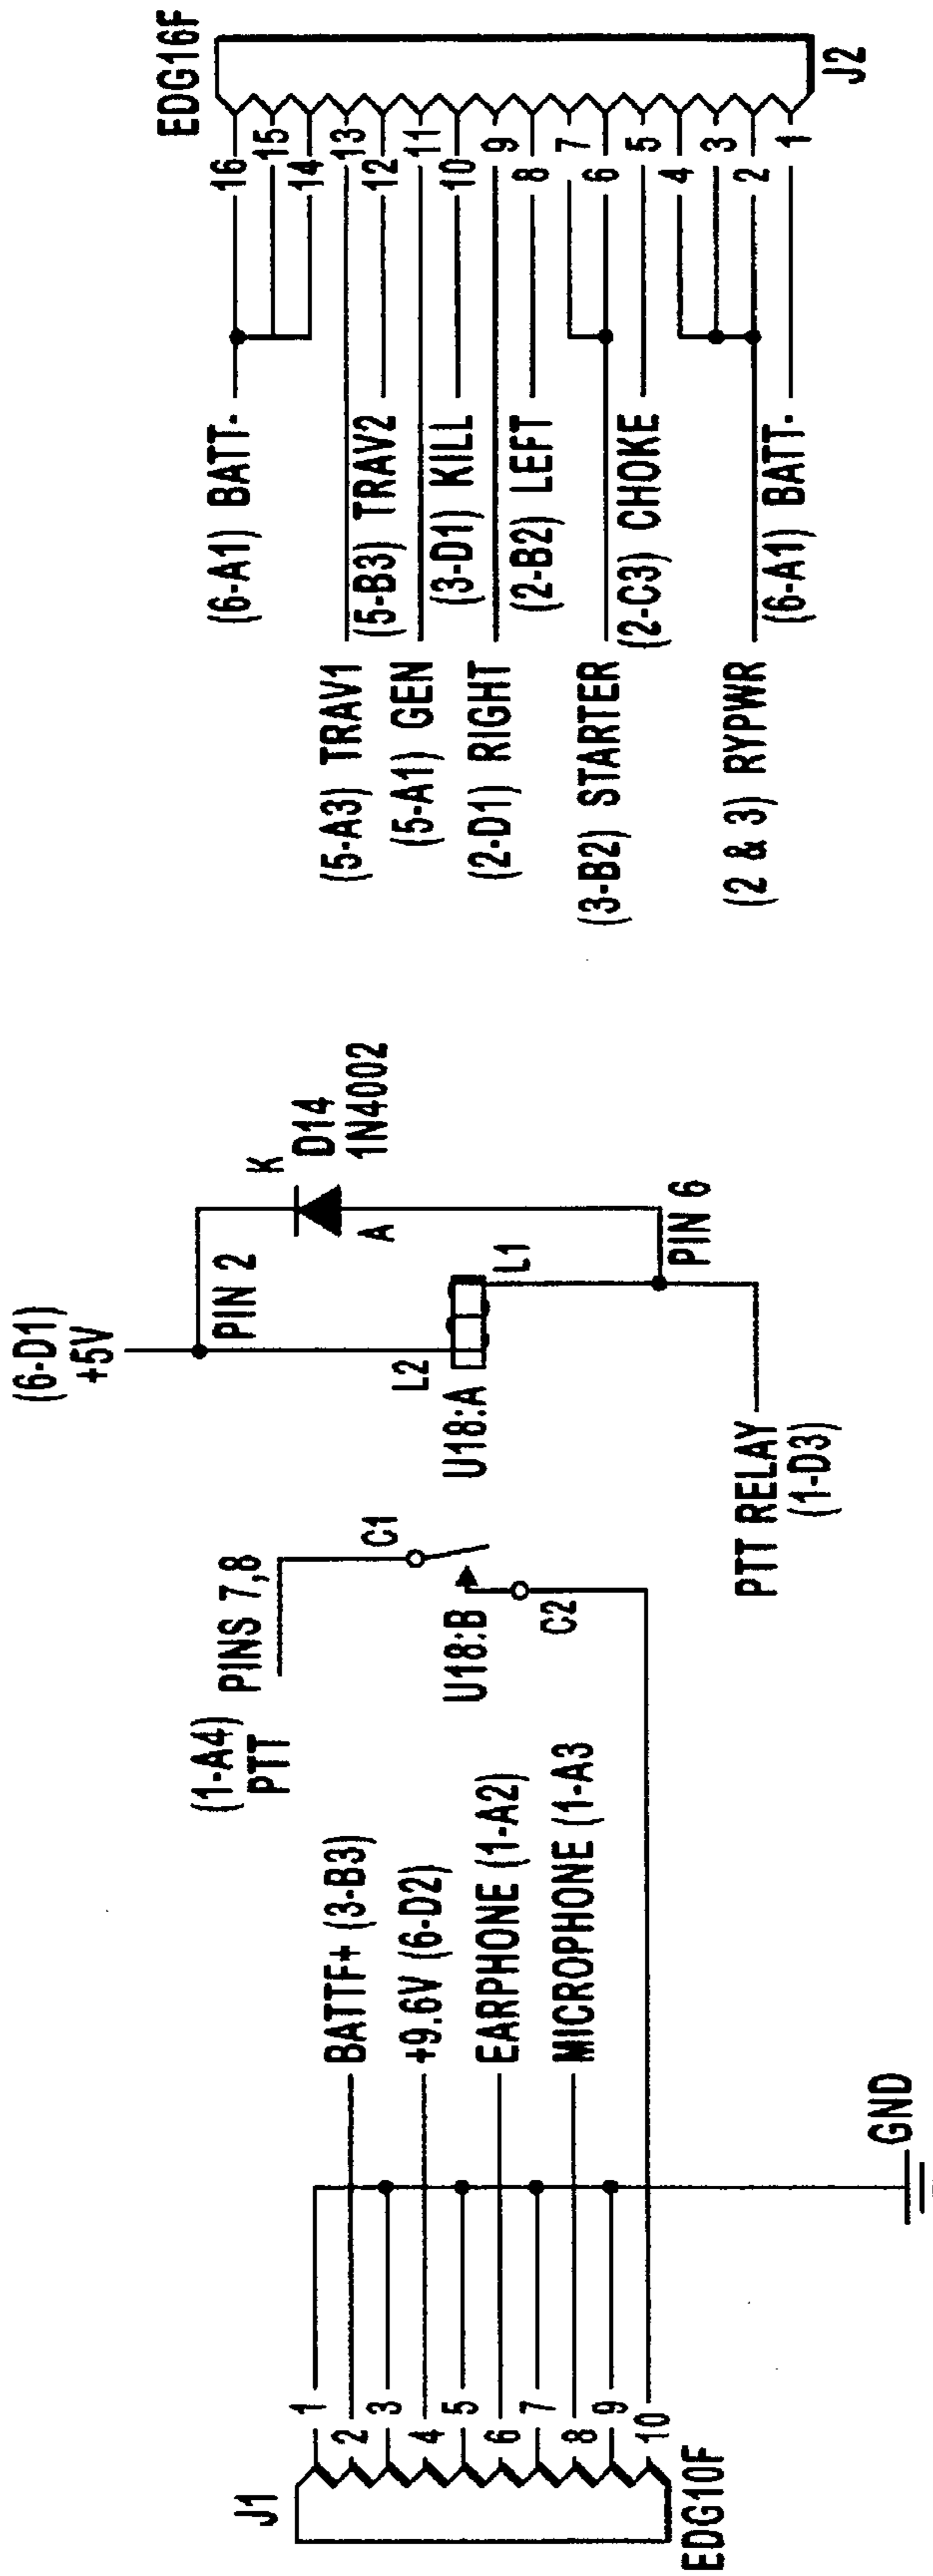 J1
1
2
3
4
5
6
7
8
9
10
EDG10F
BATTF+ (3-B3)
+9.6V (6-D2)
EARPHONE (1-A2)
MICROPHONE (1-A3
GND
(1-A4) PINS 7,8
PTT
C1
U18:B
C2
(6-D1)
+5V
PIN 2
L2
U18:A
L1
K
D14
1N4002
A
PIN 6
PTT RELAY
(1-D3)
EDG16F
(6-A1) BATT-
(5-A3) TRAV1
(5-B3) TRAV2
(5-A1) GEN
(3-D1) KILL
(2-D1) RIGHT
(2-B2) LEFT
(3-B2) STARTER
(2-C3) CHOKE
(2 & 3) RYPWR
(6-A1) BATT-
16
15
14
13
12
11
10
9
8
7
6
5
4
3
2
1
J2